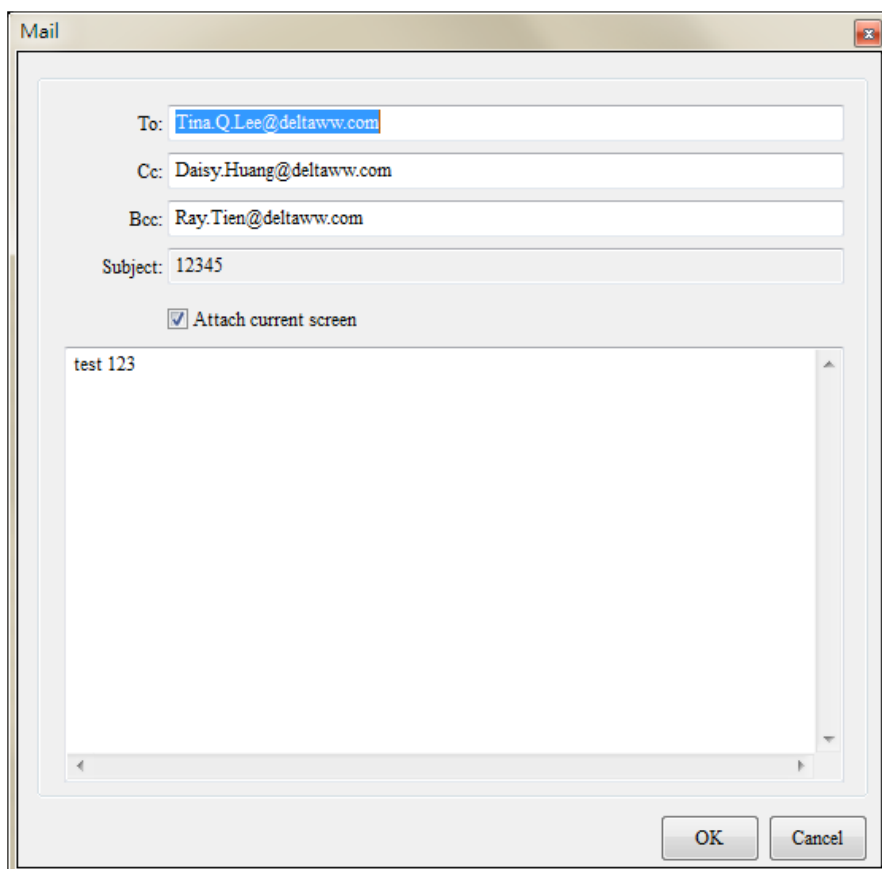 Mail
To: Tina.Q.Lee@deltaww.com
Cc: Daisy.Huang@deltaww.com
Bcc: Ray.Tien@deltaww.com
Subject: 12345
Attach current screen
test 123
OK Cancel